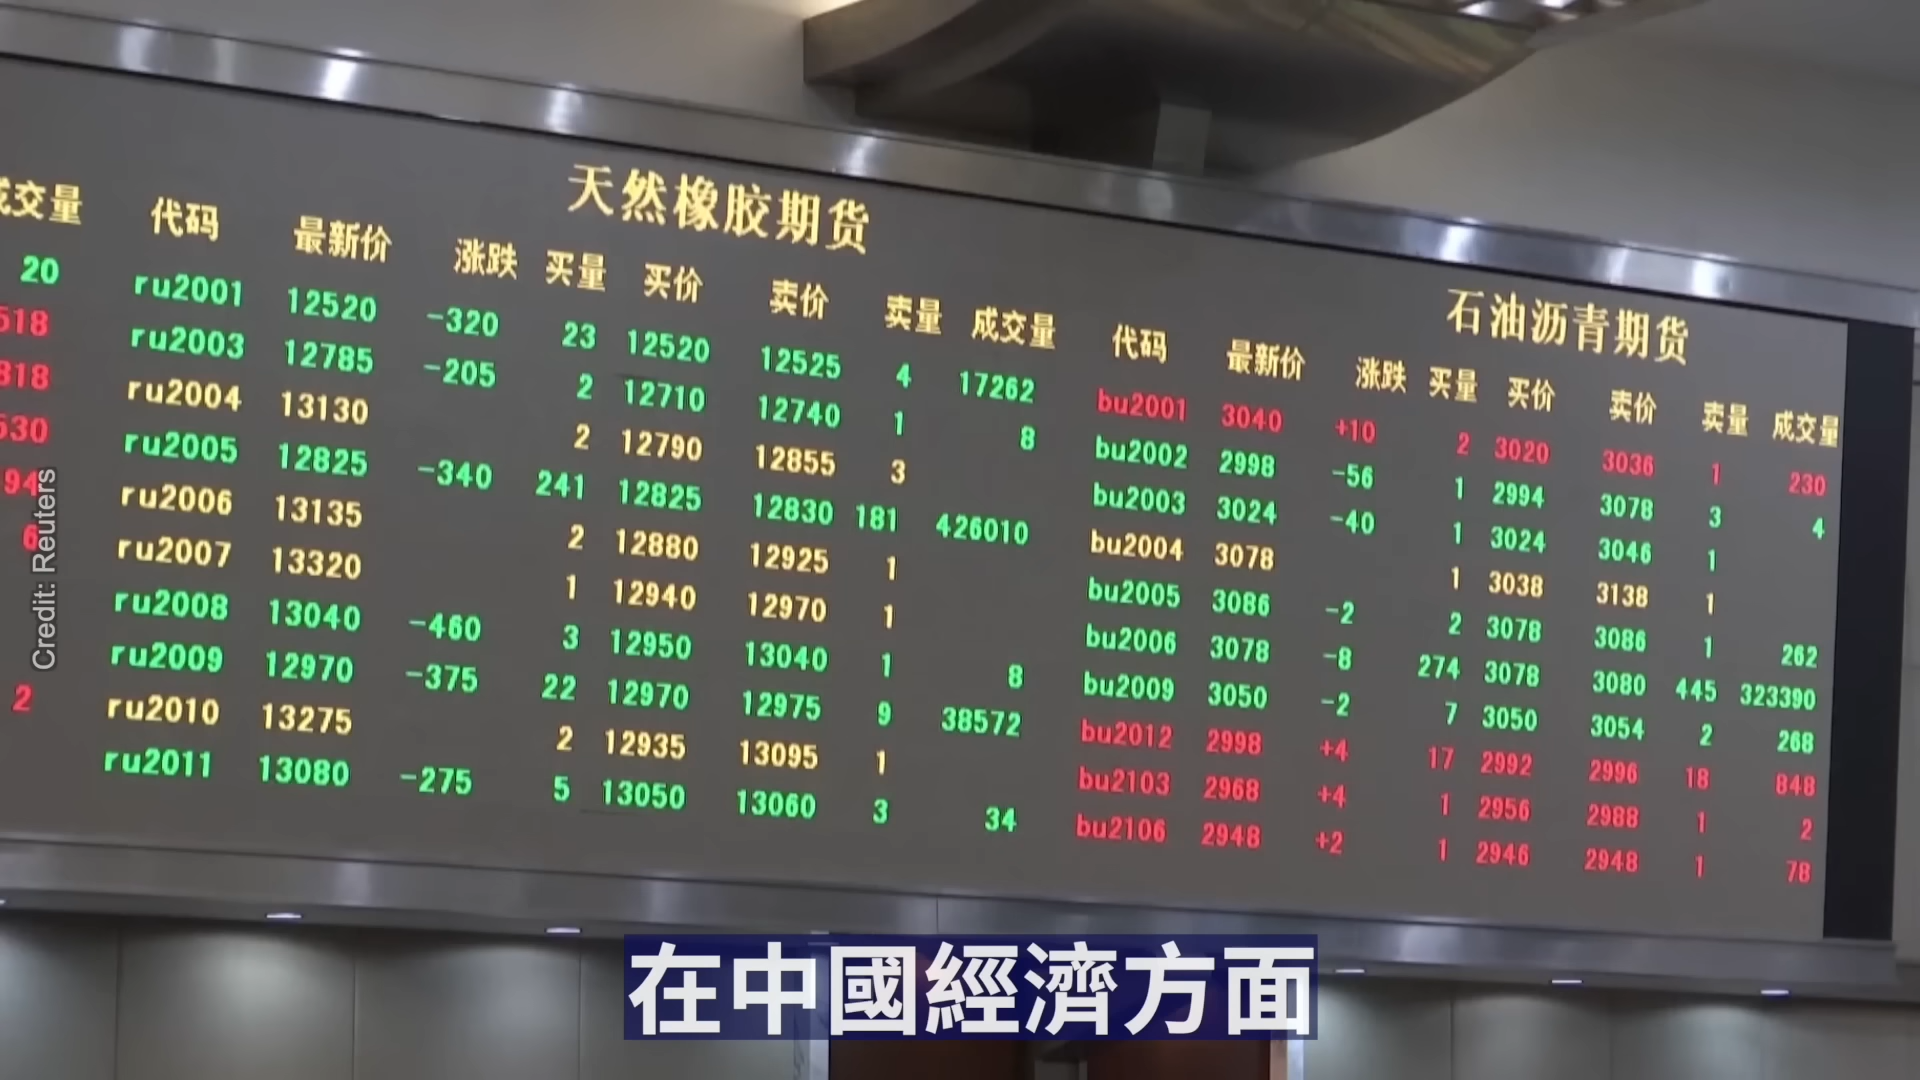 成交量
20
518
818
530
94
6
2
天然橡胶期货
代码 最新价 涨跌 买量 买价 卖价 卖量 成交量
ru2001 12520 -320 23 12520 12525 4 17262
ru2003 12785 -205 2 12710 12740 1 8
ru2004 13130 2 12790 12855 3
ru2005 12825 -340 241 12825 12830 181 426010
ru2006 13135 2 12880 12925 1
ru2007 13320 1 12940 12970 1
ru2008 13040 -460 3 12950 13040 1 8
ru2009 12970 -375 22 12970 12975 9 38572
ru2010 13275 2 12935 13095 1
ru2011 13080 -275 5 13050 13060 3 34
石油沥青期货
代码 最新价 涨跌 买量 买价 卖价 卖量 成交量
bu2001 3040 +10 2 3020 3036 1 230
bu2002 2998 -56 1 2994 3078 3 4
bu2003 3024 -40 1 3024 3046 1
bu2004 3078 1 3038 3138 1
bu2005 3086 -2 2 3078 3086 1 262
bu2006 3078 -8 274 3078 3080 445 323390
bu2009 3050 -2 7 3050 3054 2 268
bu2012 2998 +4 17 2992 2996 18 848
bu2103 2968 +4 1 2956 2988 1 2
bu2106 2948 +2 1 2946 2948 1 78
Credit: Reuters
在中國經濟方面